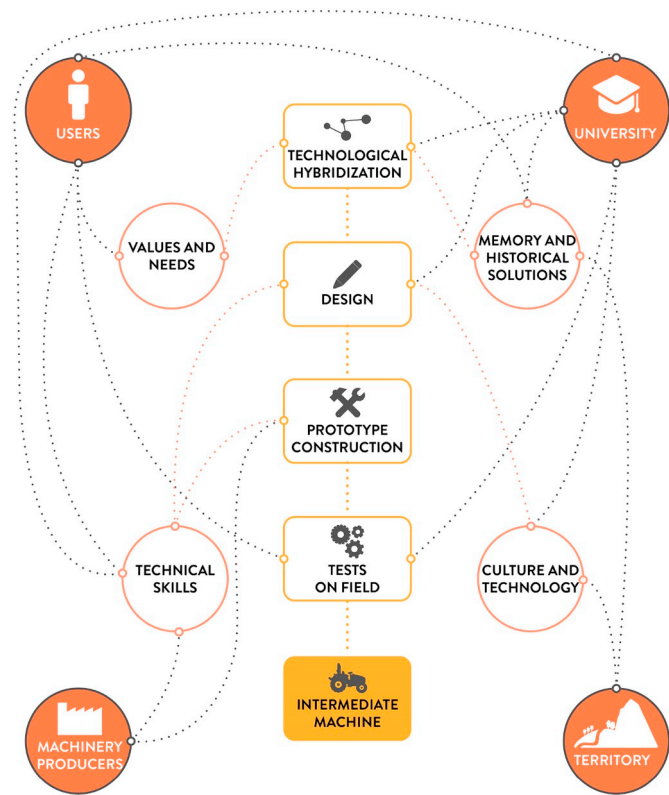 USERS
UNIVERSITY
TECHNOLOGICAL
HYBRIDIZATION
VALUES AND
NEEDS
MEMORY AND
HISTORICAL
SOLUTIONS
DESIGN
PROTOTYPE
CONSTRUCTION
TECHNICAL
SKILLS
TESTS
ON FIELD
CULTURE AND
TECHNOLOGY
INTERMEDIATE
MACHINE
MACHINERY
PRODUCERS
TERRITORY